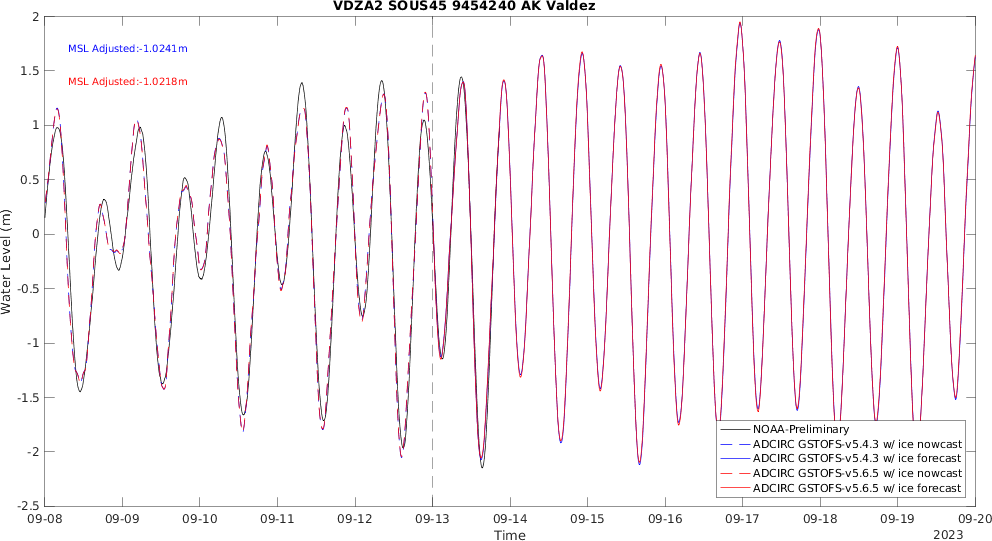 VDZA2 SOUS45 9454240 AK Valdez
MSL Adjusted:-1.0241m
MSL Adjusted:-1.0218m
Water Level (m)
2
1.5
1
0.5
0
-0.5
-1
-1.5
-2
-2.5
NOAA-Preliminary
ADCIRC GSTOFS-v5.4.3 w/ ice nowcast
ADCIRC GSTOFS-v5.4.3 w/ ice forecast
ADCIRC GSTOFS-v5.6.5 w/ ice nowcast
ADCIRC GSTOFS-v5.6.5 w/ ice forecast
09-08 09-09 09-10 09-11 09-12 09-13 09-14 09-15 09-16 09-17 09-18 09-19 09-20
Time
2023